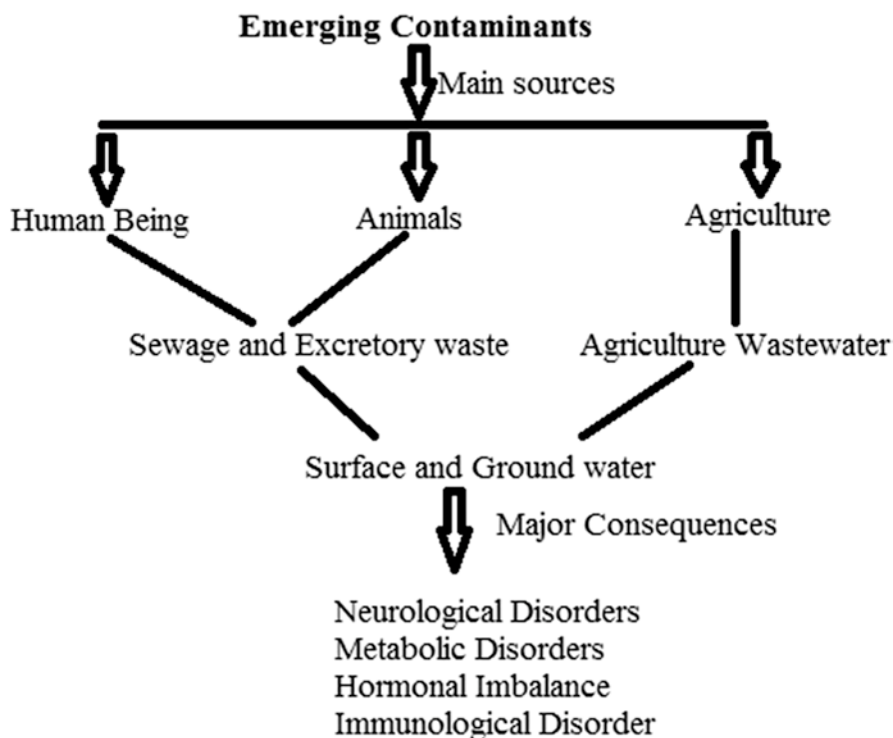 Emerging Contaminants
Main sources
Human Being
Animals
Agriculture
Sewage and Excretory waste
Agriculture Wastewater
Surface and Ground water
Major Consequences
Neurological Disorders
Metabolic Disorders
Hormonal Imbalance
Immunological Disorder